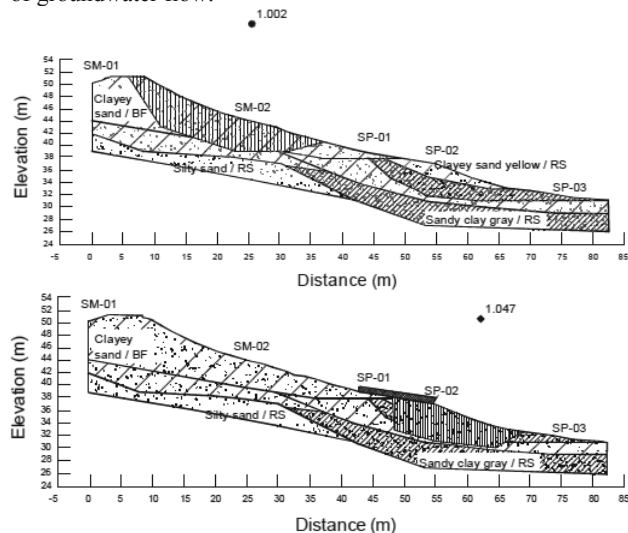 of groundwater flow.
1.002
SM-01
SM-02
SP-01
SP-02
SP-03
Clayey
sand / BF
Clayey sand yellow / RS
Silty sand / RS
Sandy clay gray / RS
Elevation (m)
54
52
50
48
46
44
42
40
38
36
34
32
30
28
26
24
-5 0 5 10 15 20 25 30 35 40 45 50 55 60 65 70 75 80 85
Distance (m)
1.047
SM-01
SM-02
SP-01
SP-02
SP-03
Clayey
sand / BF
Silty sand / RS
Sandy clay gray / RS
Elevation (m)
54
52
50
48
46
44
42
40
38
36
34
32
30
28
26
24
-5 0 5 10 15 20 25 30 35 40 45 50 55 60 65 70 75 80 85
Distance (m)